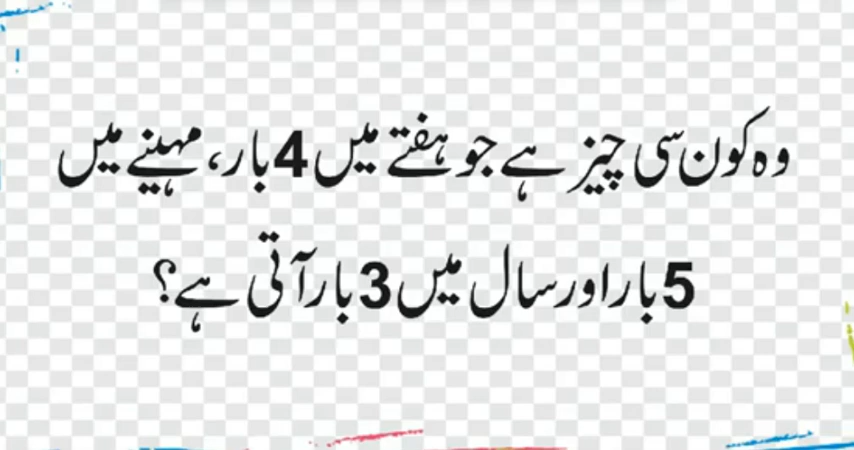 وہ کون سی چیز ہے جو ہفتے میں 4 بار، مہینے میں
5 بار اور سال میں 3 بار آتی ہے؟